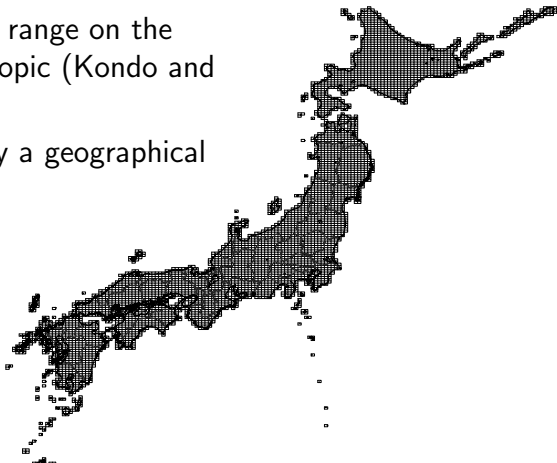 range on the
opic (Kondo and
y a geographical